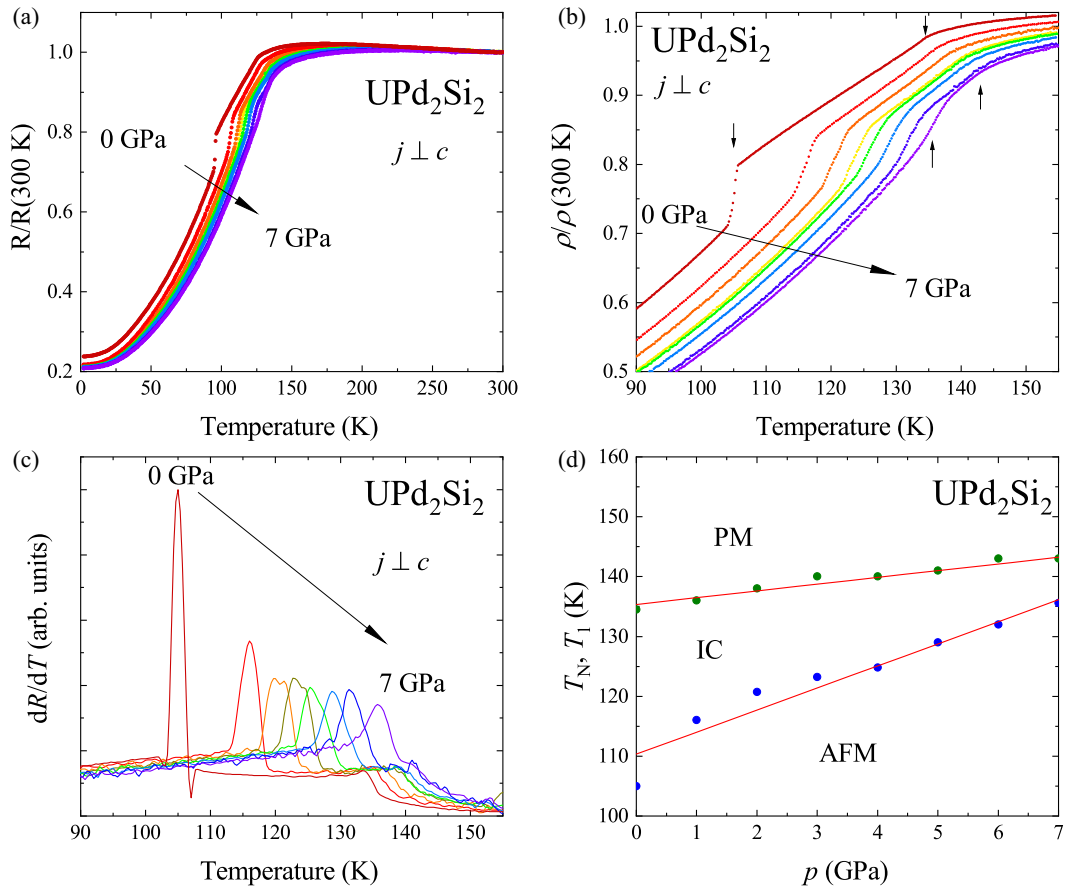 (a)
1.0
0.8
0.6
0.4
0.2
R/R(300 K)
UPd₂Si₂
j ⊥ c
0 GPa
7 GPa
0 50 100 150 200 250 300
Temperature (K)
(b)
1.0
0.9
0.8
0.7
0.6
0.5
ρ/ρ (300 K)
UPd₂Si₂
j ⊥ c
0 GPa
7 GPa
90 100 110 120 130 140 150
Temperature (K)
(c)
0 GPa
UPd₂Si₂
j ⊥ c
7 GPa
dR/dT (arb. units)
90 100 110 120 130 140 150
Temperature (K)
(d)
160
150
140
130
120
110
100
T_N, T₁ (K)
UPd₂Si₂
PM
IC
AFM
0 1 2 3 4 5 6 7
p (GPa)